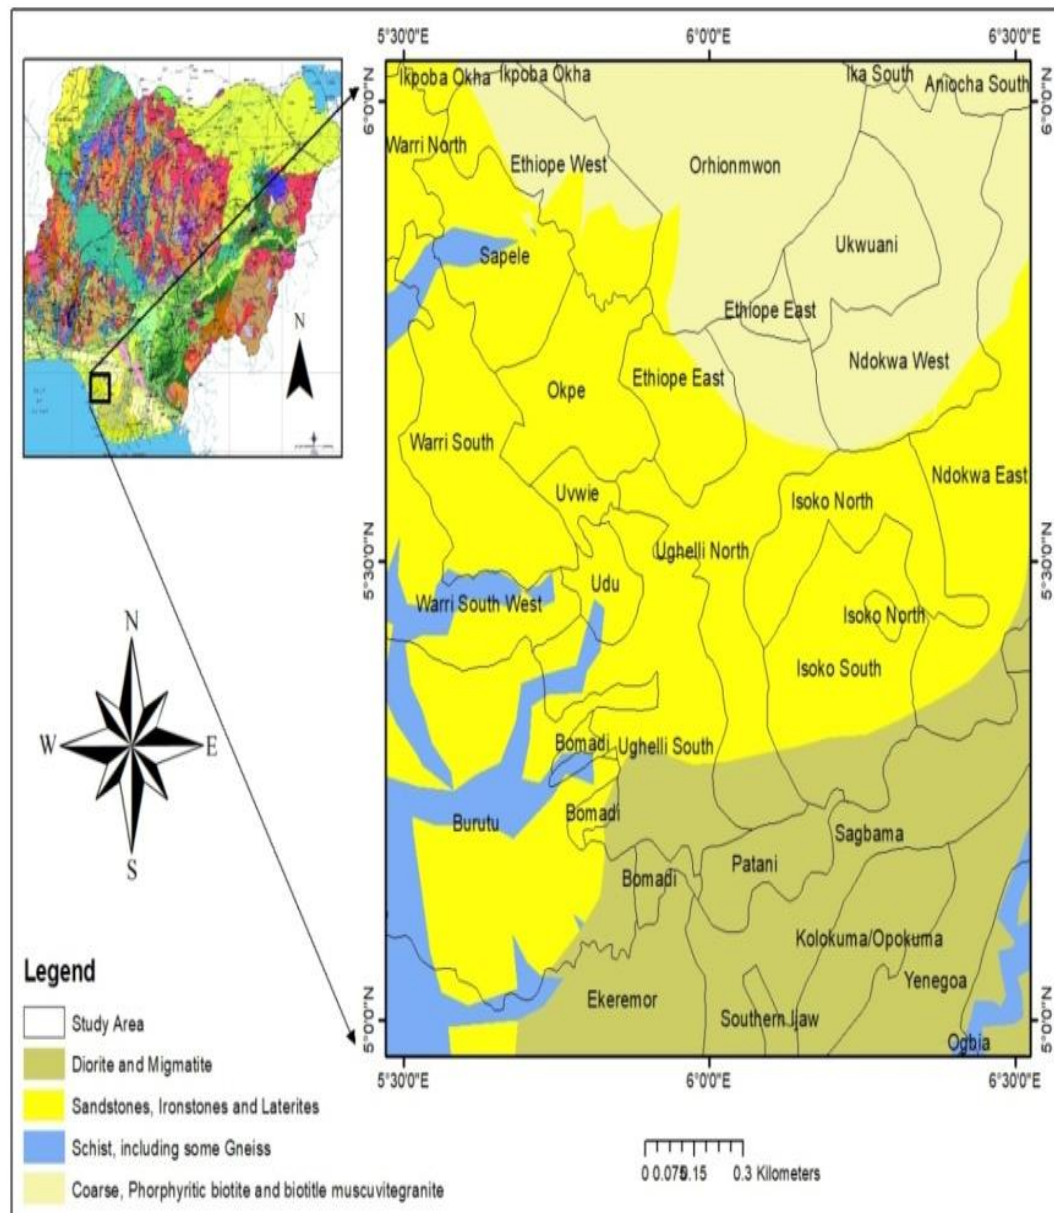 5°30'0"E 6°0'0"E 6°30'0"E
Ikpoba Okha Ikpoba Okha Ika South
Aniocha South
6°0'0"N 6°0'0"N
Warri North
Ethiope West Orhionmwon
Ukwuani
Sapele
Ethiope East
N
Ndokwa West
Okpe Ethiope East
Warri South
Ndokwa East
Uvwie Isoko North
Ughelli North
5°30'0"N 5°30'0"N
Udu
Warri South West
Isoko North
N
Isoko South
W E
Bomadi Ughelli South
Burutu Bomadi
Sagbama
S
Patani
Bomadi
Kolokuma/Opokuma
Legend
Yenegoa
Ekeremor
5°0'0"N 5°0'0"N
Study Area
Southern Ijaw
Ogbia
Diorite and Migmatite
5°30'0"E 6°0'0"E 6°30'0"E
Sandstones, Ironstones and Laterites
Schist, including some Gneiss
0 0.075 0.15 0.3 Kilometers
Coarse, Phorphyritic biotite and biotitle muscuvitegranite